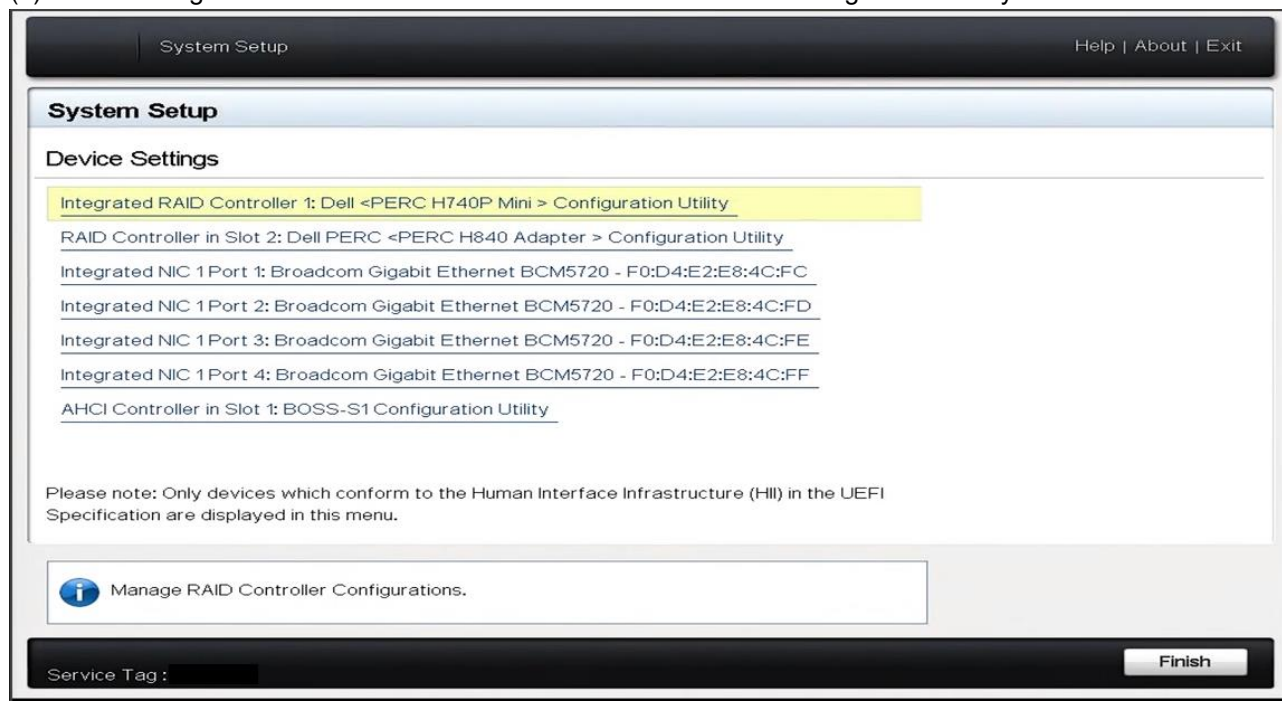 System Setup
Help | About | Exit
System Setup
Device Settings
Integrated RAID Controller 1: Dell <PERC H740P Mini > Configuration Utility
RAID Controller in Slot 2: Dell PERC <PERC H840 Adapter > Configuration Utility
Integrated NIC 1 Port 1: Broadcom Gigabit Ethernet BCM5720 - F0:D4:E2:E8:4C:FC
Integrated NIC 1 Port 2: Broadcom Gigabit Ethernet BCM5720 - F0:D4:E2:E8:4C:FD
Integrated NIC 1 Port 3: Broadcom Gigabit Ethernet BCM5720 - F0:D4:E2:E8:4C:FE
Integrated NIC 1 Port 4: Broadcom Gigabit Ethernet BCM5720 - F0:D4:E2:E8:4C:FF
AHCI Controller in Slot 1: BOSS-S1 Configuration Utility
Please note: Only devices which conform to the Human Interface Infrastructure (HII) in the UEFI
Specification are displayed in this menu.
Manage RAID Controller Configurations.
Service Tag :
Finish